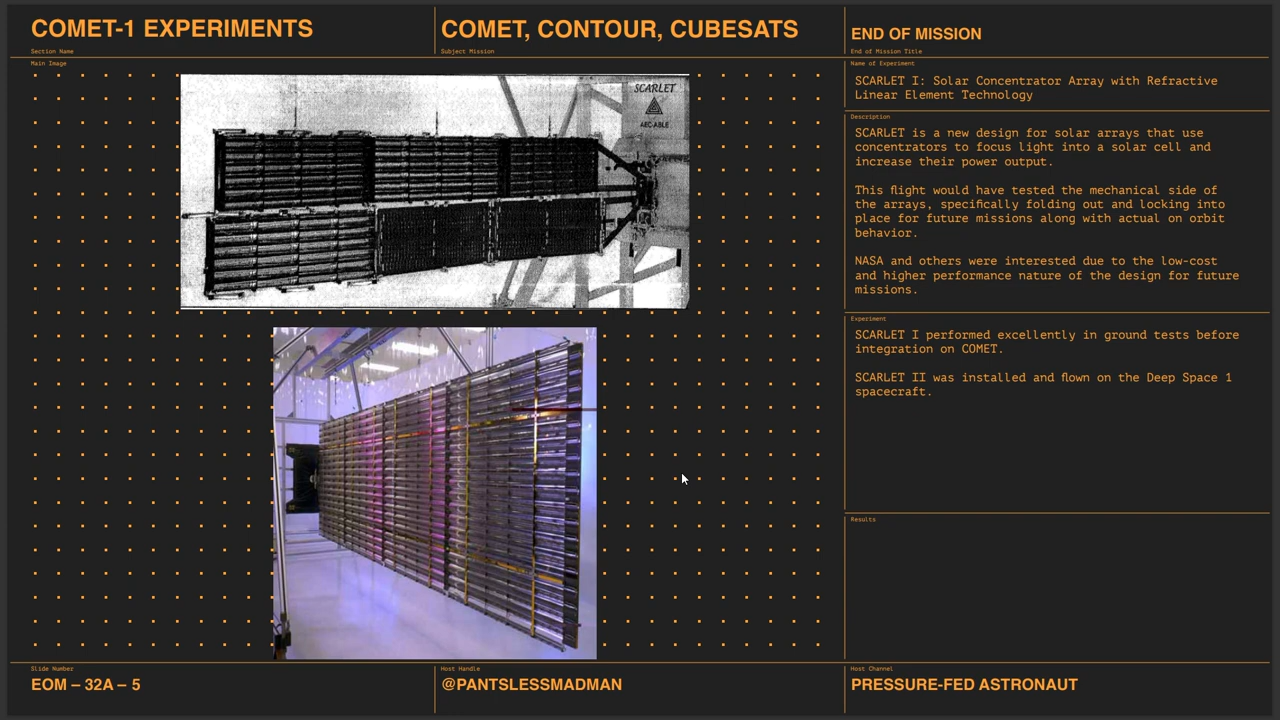 COMET-1 EXPERIMENTS
Section Name
COMET, CONTOUR, CUBESATS
Subject Mission
END OF MISSION
End of Mission Title
Main Image
SCARLET
AEC-ABLE
Name of Experiment
SCARLET I: Solar Concentrator Array with Refractive
Linear Element Technology
Description
SCARLET is a new design for solar arrays that use
concentrators to focus light into a solar cell and
increase their power output.
This flight would have tested the mechanical side of
the arrays, specifically folding out and locking into
place for future missions along with actual on orbit
behavior.
NASA and others were interested due to the low-cost
and higher performance nature of the design for future
missions.
Experiment
SCARLET I performed excellently in ground tests before
integration on COMET.
SCARLET II was installed and flown on the Deep Space 1
spacecraft.
Results
Slide Number
EOM – 32A – 5
Host Handle
@PANTSLESSMADMAN
Host Channel
PRESSURE-FED ASTRONAUT